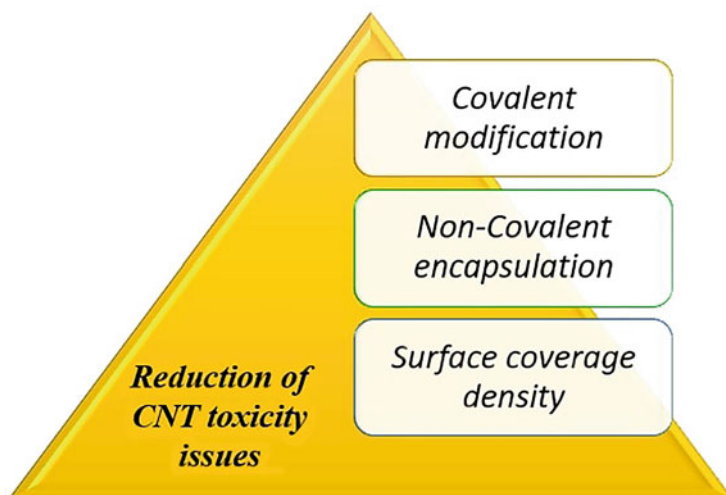 Covalent
modification
Non-Covalent
encapsulation
Surface coverage
density
Reduction of
CNT toxicity
issues